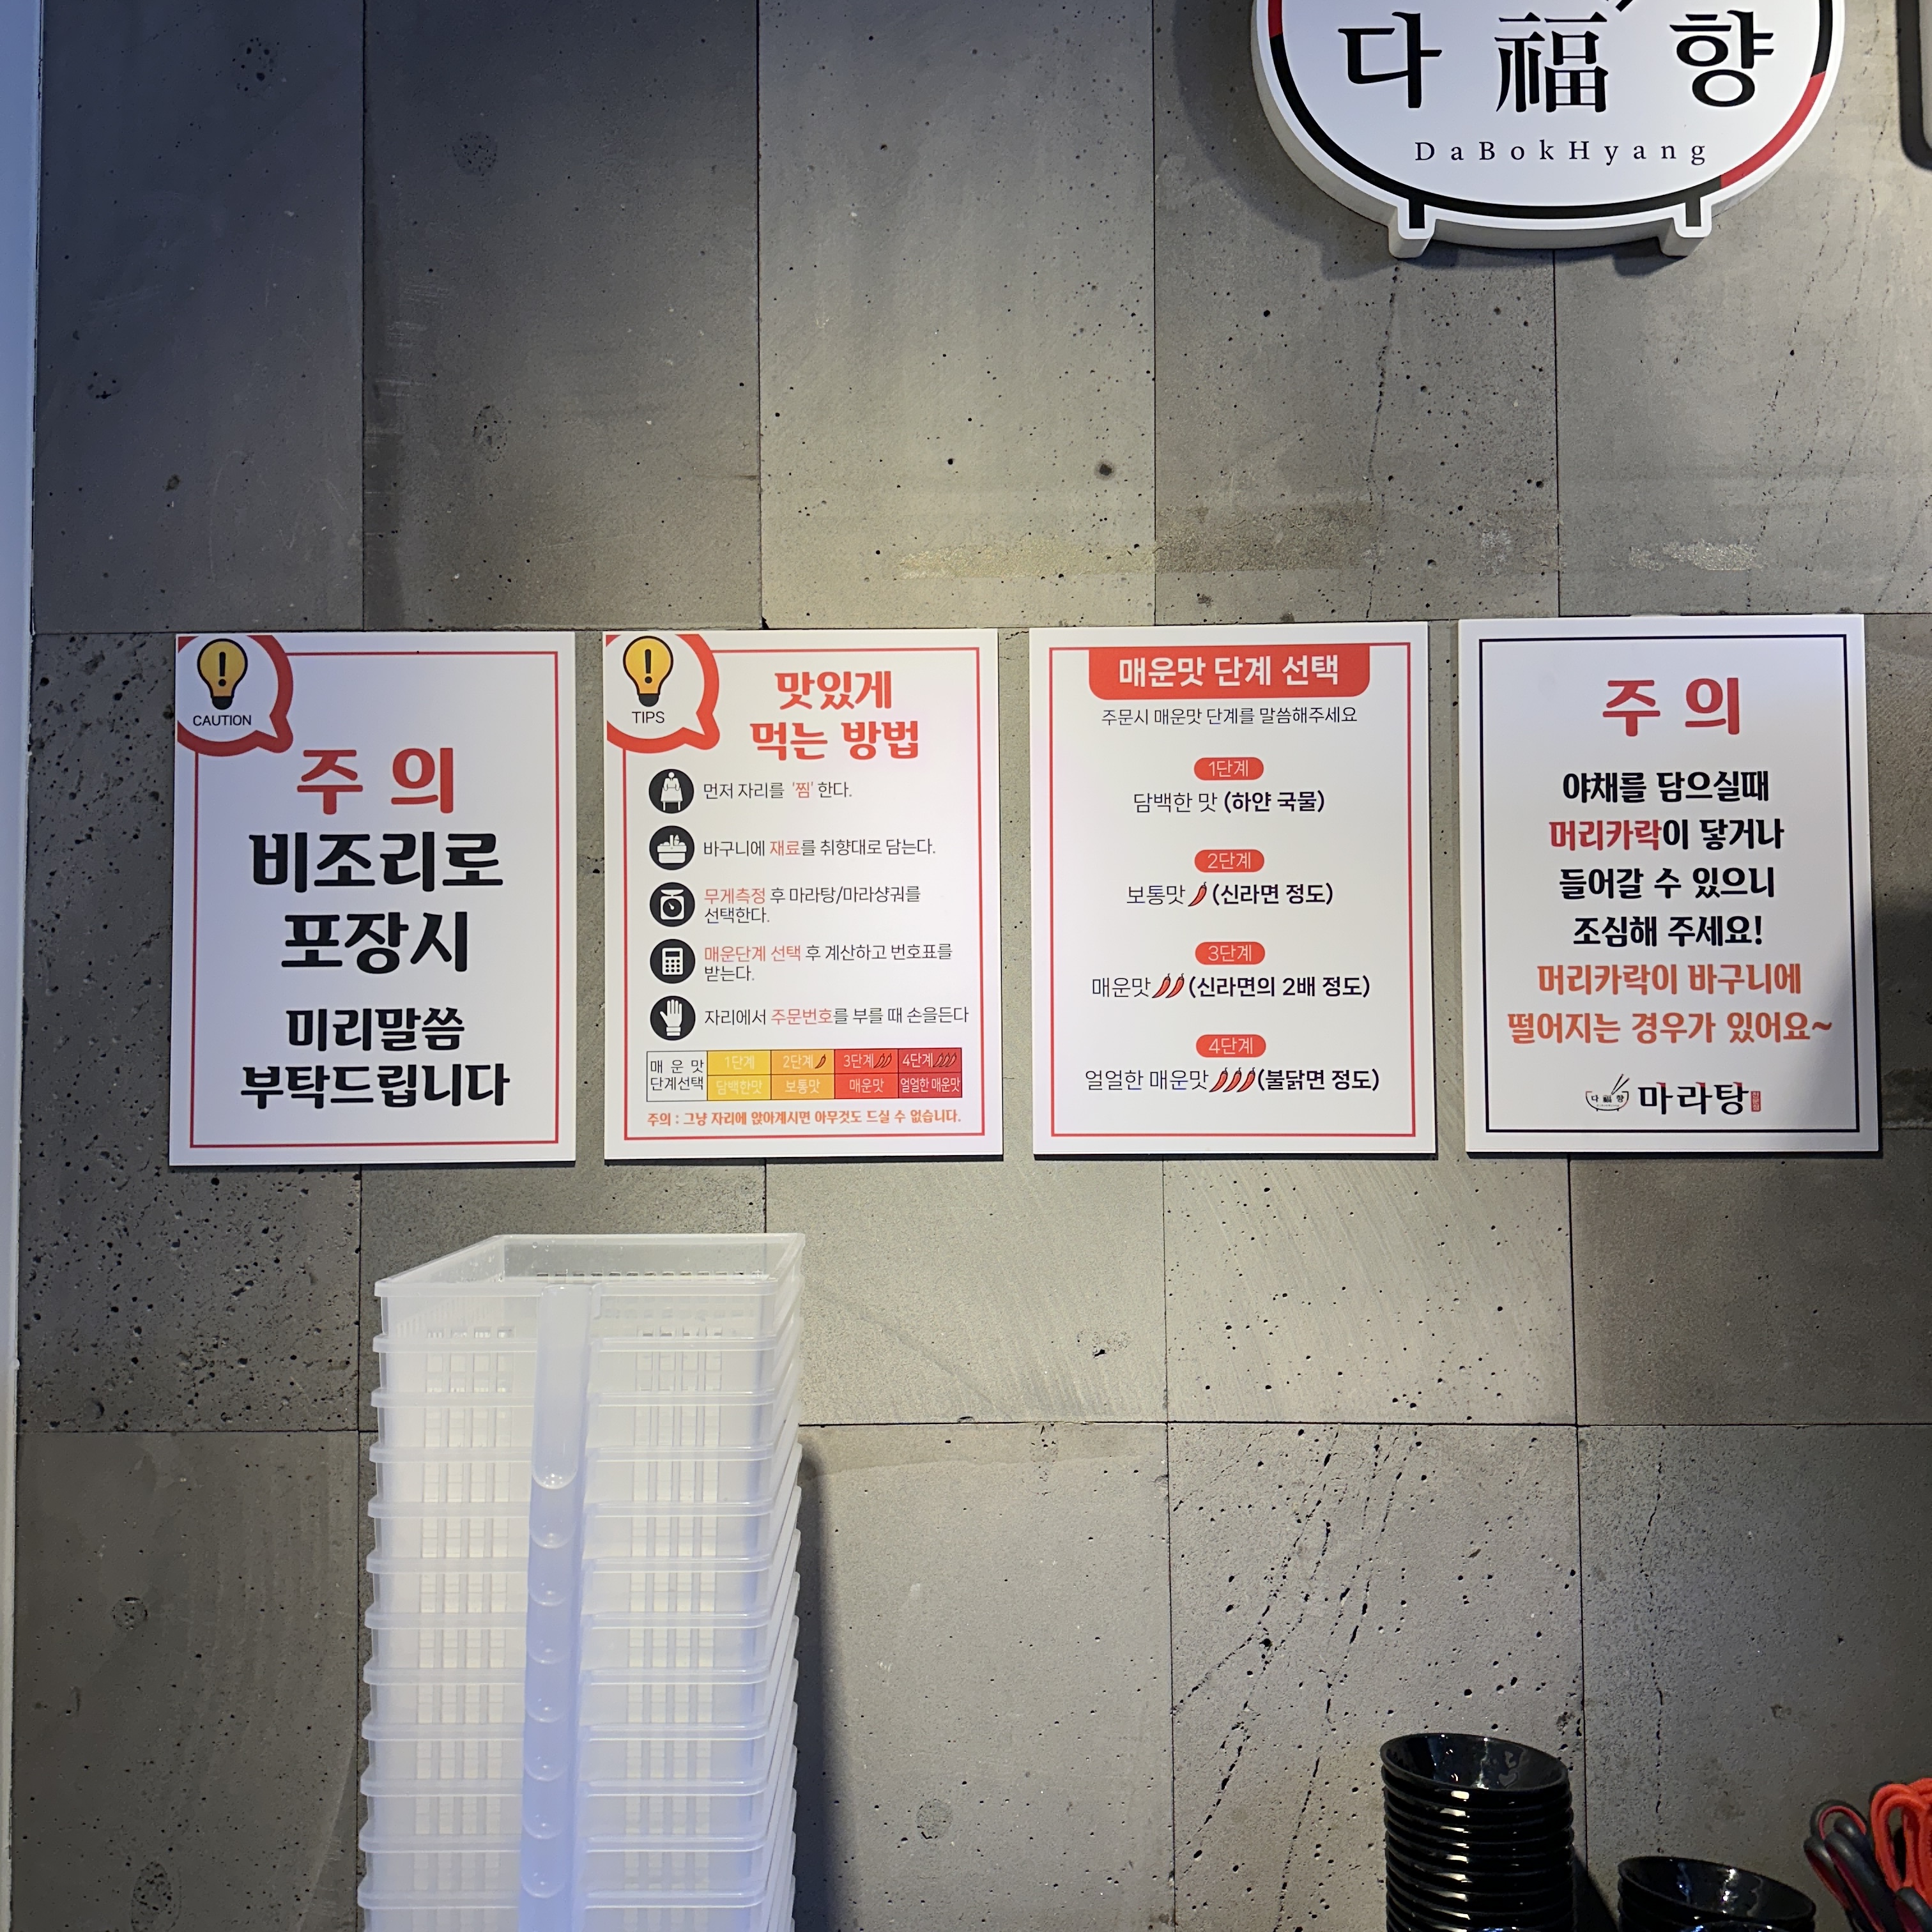 다 福 향
DaBokHyang
CAUTION
주 의
비조리로
포장시
미리말씀
부탁드립니다
TIPS
맛있게
먹는 방법
먼저 자리를 '찜' 한다.
바구니에 재료를 취향대로 담는다.
무게측정 후 마라탕/마라샹궈를
선택한다.
매운단계 선택 후 계산하고 번호표를
받는다.
자리에서 주문번호를 부를 때 손을든다
매 운 맛 1단계 2단계 3단계 4단계
단계선택 담백한맛 보통맛 매운맛 얼얼한 매운맛
주의 : 그냥 자리에 앉아계시면 아무것도 드실 수 없습니다.
매운맛 단계 선택
주문시 매운맛 단계를 말씀해주세요
1단계
담백한 맛 (하얀 국물)
2단계
보통맛 (신라면 정도)
3단계
매운맛 (신라면의 2배 정도)
4단계
얼얼한 매운맛 (불닭면 정도)
주 의
야채를 담으실때
머리카락이 닿거나
들어갈 수 있으니
조심해 주세요!
머리카락이 바구니에
떨어지는 경우가 있어요~
다 福 향 마라탕